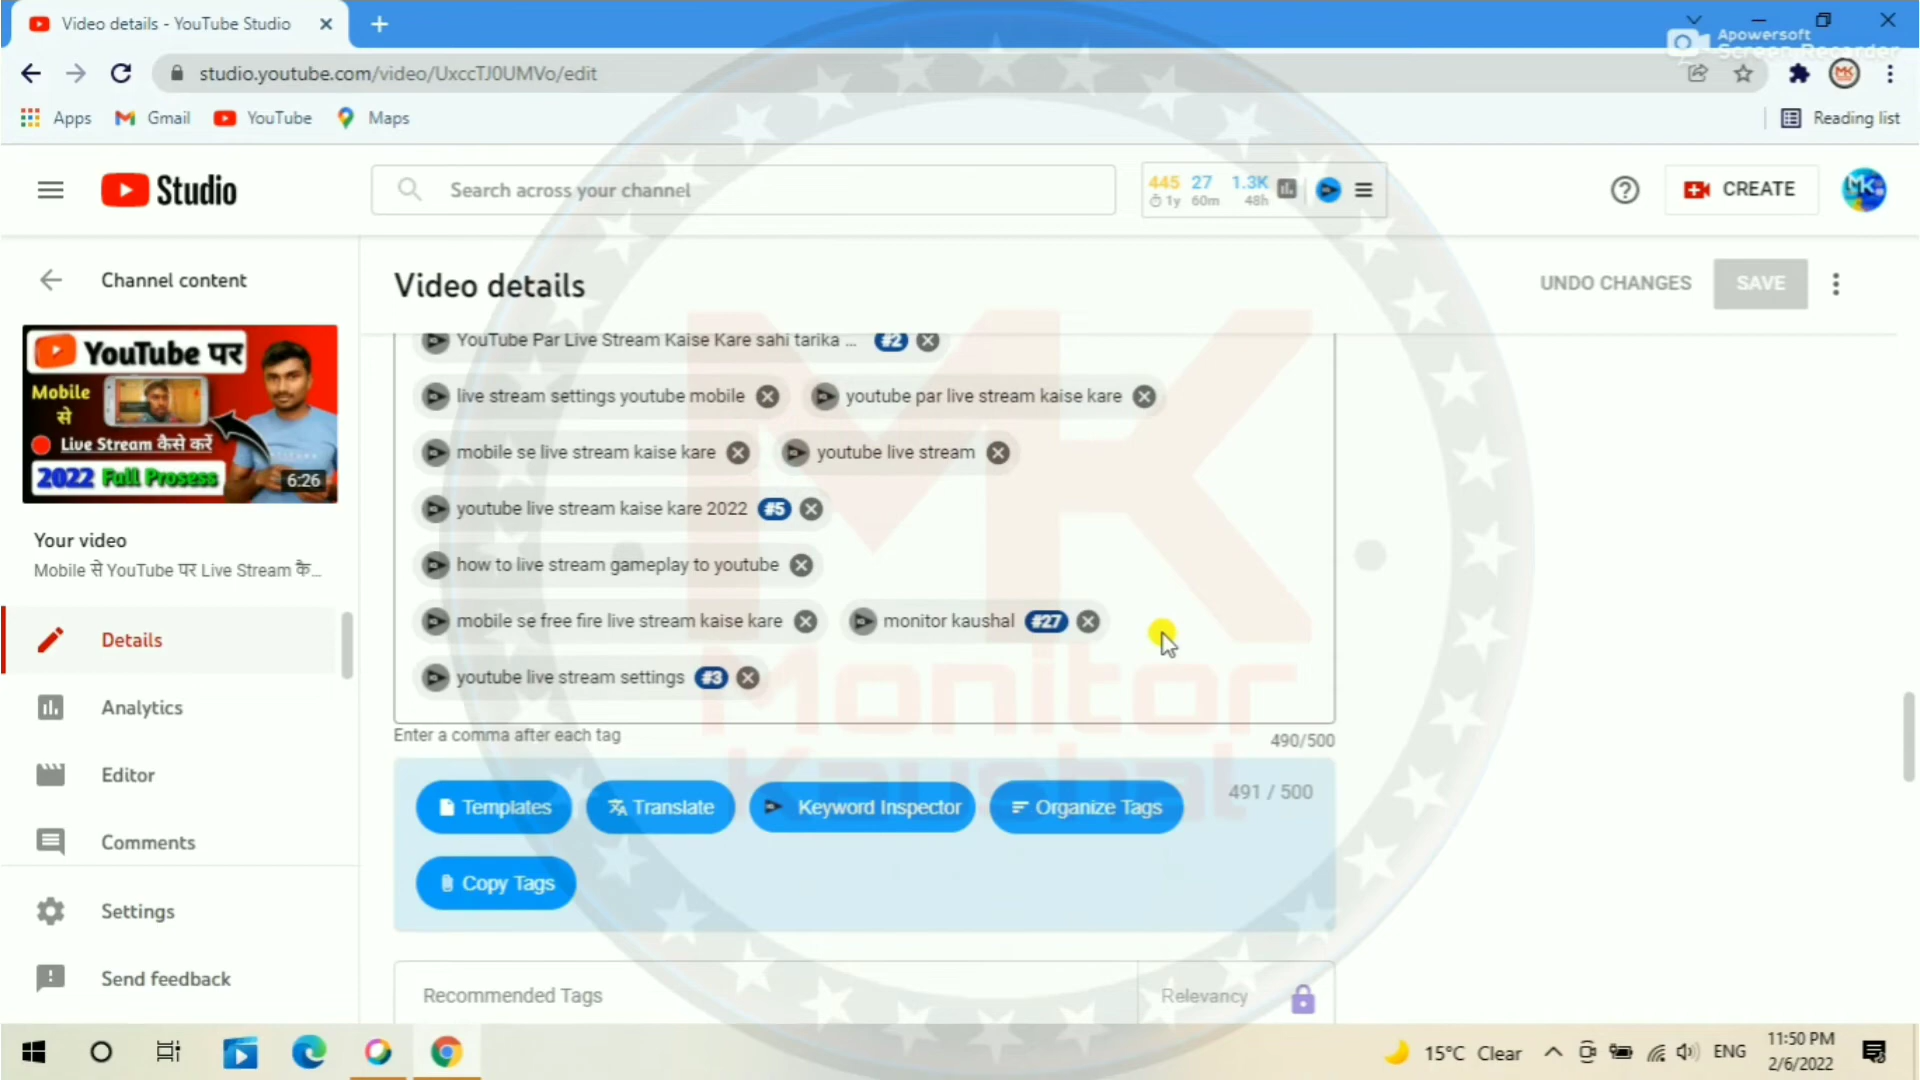 Video details - YouTube Studio
Apowersoft
Screen Recorder
studio.youtube.com/video/UxccTJ0UMVo/edit
Apps
Gmail
YouTube
Maps
Reading list
Studio
Search across your channel
445 27 1.3K
1y 60m 48h
CREATE
MK
Channel content
Video details
UNDO CHANGES
SAVE
YouTube पर
Mobile
से
Live Stream कैसे करें
2022 Full Prosess
6:26
Your video
Mobile से YouTube पर Live Stream कै...
Details
Analytics
Editor
Comments
Settings
Send feedback
YouTube Par Live Stream Kaise Kare sahi tarika ... #2
live stream settings youtube mobile
youtube par live stream kaise kare
mobile se live stream kaise kare
youtube live stream
youtube live stream kaise kare 2022 #5
how to live stream gameplay to youtube
mobile se free fire live stream kaise kare
monitor kaushal #27
youtube live stream settings #3
MK
Monitor
Kaushal
Enter a comma after each tag
490/500
Templates
Translate
Keyword Inspector
Organize Tags
491 / 500
Copy Tags
Recommended Tags
Relevancy
15°C Clear
ENG
11:50 PM
2/6/2022